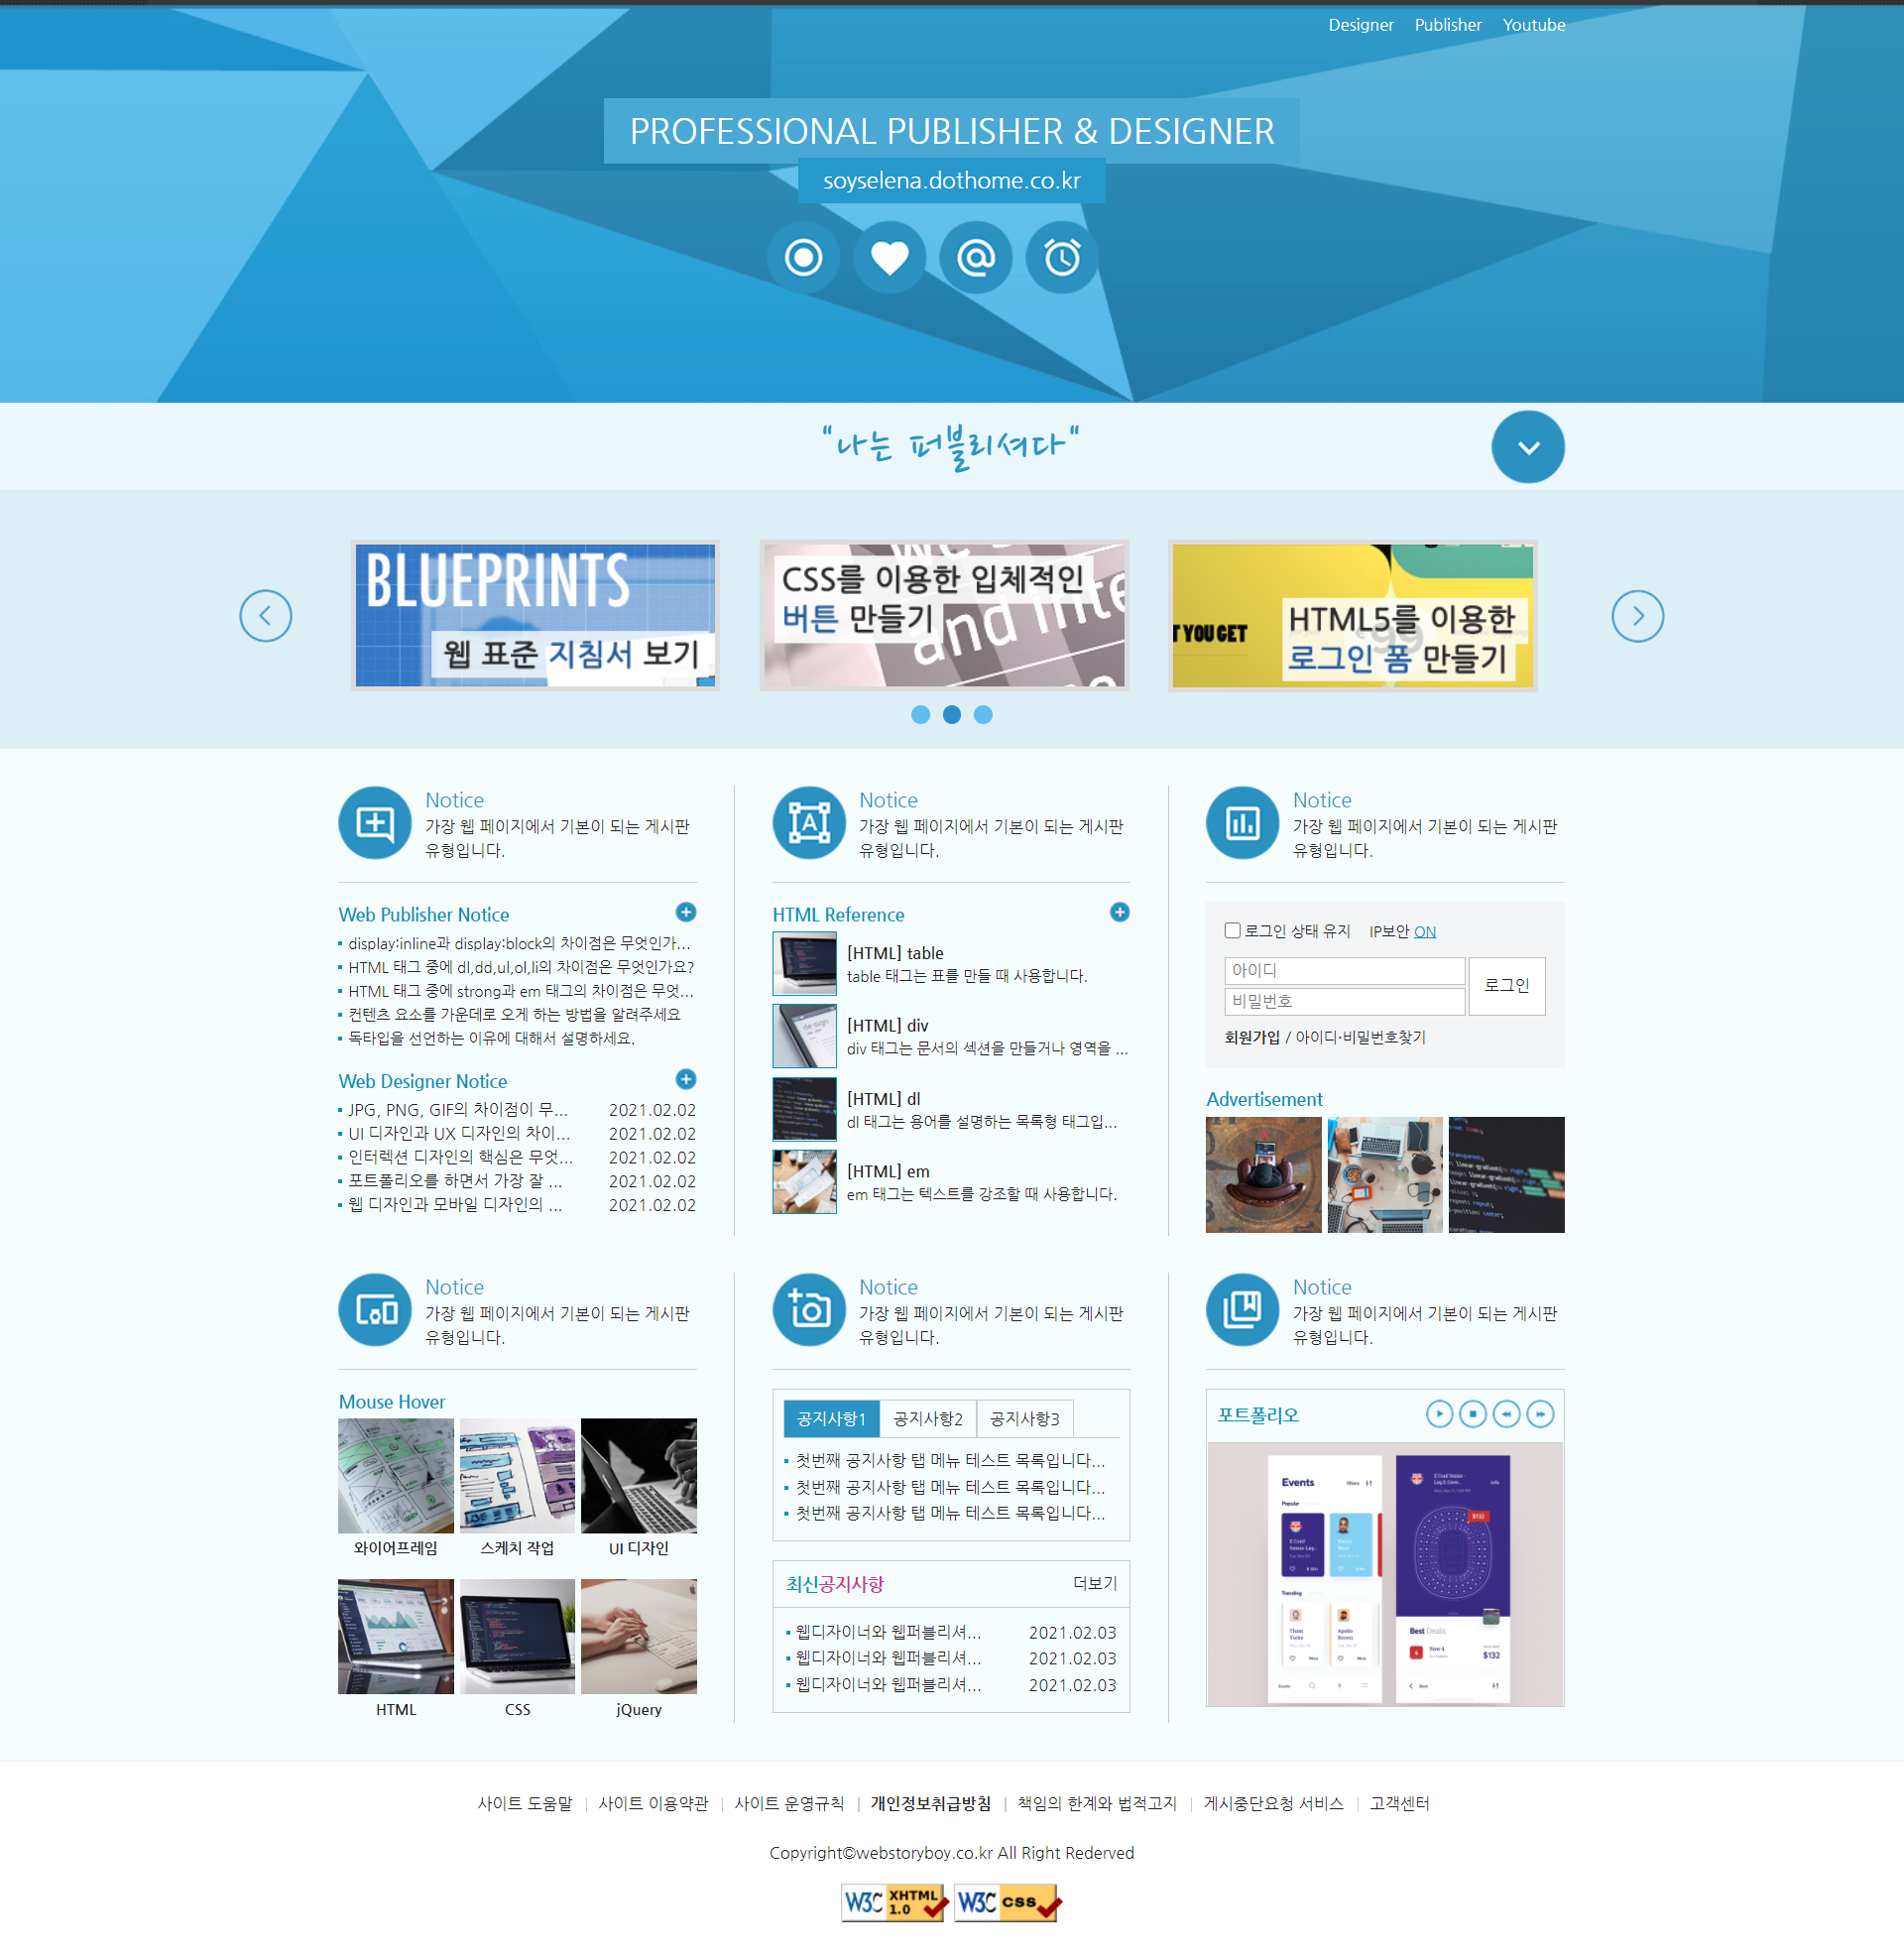 Designer Publisher Youtube
PROFESSIONAL PUBLISHER & DESIGNER
soyselena.dothome.co.kr
"나는 퍼블리셔다"
BLUEPRINTS
웹 표준 지침서 보기
CSS를 이용한 입체적인
버튼 만들기
and inte
T YOU GET
HTML5를 이용한
로그인 폼 만들기
Notice
가장 웹 페이지에서 기본이 되는 게시판
유형입니다.
Web Publisher Notice
display:inline과 display:block의 차이점은 무엇인가...
HTML 태그 중에 dl,dd,ul,ol,li의 차이점은 무엇인가요?
HTML 태그 중에 strong과 em 태그의 차이점은 무엇...
컨텐츠 요소를 가운데로 오게 하는 방법을 알려주세요
독타입을 선언하는 이유에 대해서 설명하세요.
Web Designer Notice
JPG, PNG, GIF의 차이점이 무... 2021.02.02
UI 디자인과 UX 디자인의 차이... 2021.02.02
인터렉션 디자인의 핵심은 무엇... 2021.02.02
포트폴리오를 하면서 가장 잘 ... 2021.02.02
웹 디자인과 모바일 디자인의 ... 2021.02.02
Notice
가장 웹 페이지에서 기본이 되는 게시판
유형입니다.
HTML Reference
[HTML] table
table 태그는 표를 만들 때 사용합니다.
[HTML] div
div 태그는 문서의 섹션을 만들거나 영역을 ...
[HTML] dl
dl 태그는 용어를 설명하는 목록형 태그입...
[HTML] em
em 태그는 텍스트를 강조할 때 사용합니다.
Notice
가장 웹 페이지에서 기본이 되는 게시판
유형입니다.
로그인 상태 유지 IP보안 ON
아이디
비밀번호
로그인
회원가입 / 아이디·비밀번호찾기
Advertisement
Notice
가장 웹 페이지에서 기본이 되는 게시판
유형입니다.
Mouse Hover
와이어프레임 스케치 작업 UI 디자인
HTML CSS jQuery
Notice
가장 웹 페이지에서 기본이 되는 게시판
유형입니다.
공지사항1 공지사항2 공지사항3
첫번째 공지사항 탭 메뉴 테스트 목록입니다...
첫번째 공지사항 탭 메뉴 테스트 목록입니다...
첫번째 공지사항 탭 메뉴 테스트 목록입니다...
최신공지사항 더보기
웹디자이너와 웹퍼블리셔... 2021.02.03
웹디자이너와 웹퍼블리셔... 2021.02.03
웹디자이너와 웹퍼블리셔... 2021.02.03
Notice
가장 웹 페이지에서 기본이 되는 게시판
유형입니다.
포트폴리오
Events
Popular
Trending
$132
Best Deals
Row 4
$132
사이트 도움말 | 사이트 이용약관 | 사이트 운영규칙 | 개인정보취급방침 | 책임의 한계와 법적고지 | 게시중단요청 서비스 | 고객센터
Copyright©webstoryboy.co.kr All Right Rederved
W3C XHTML 1.0
W3C CSS